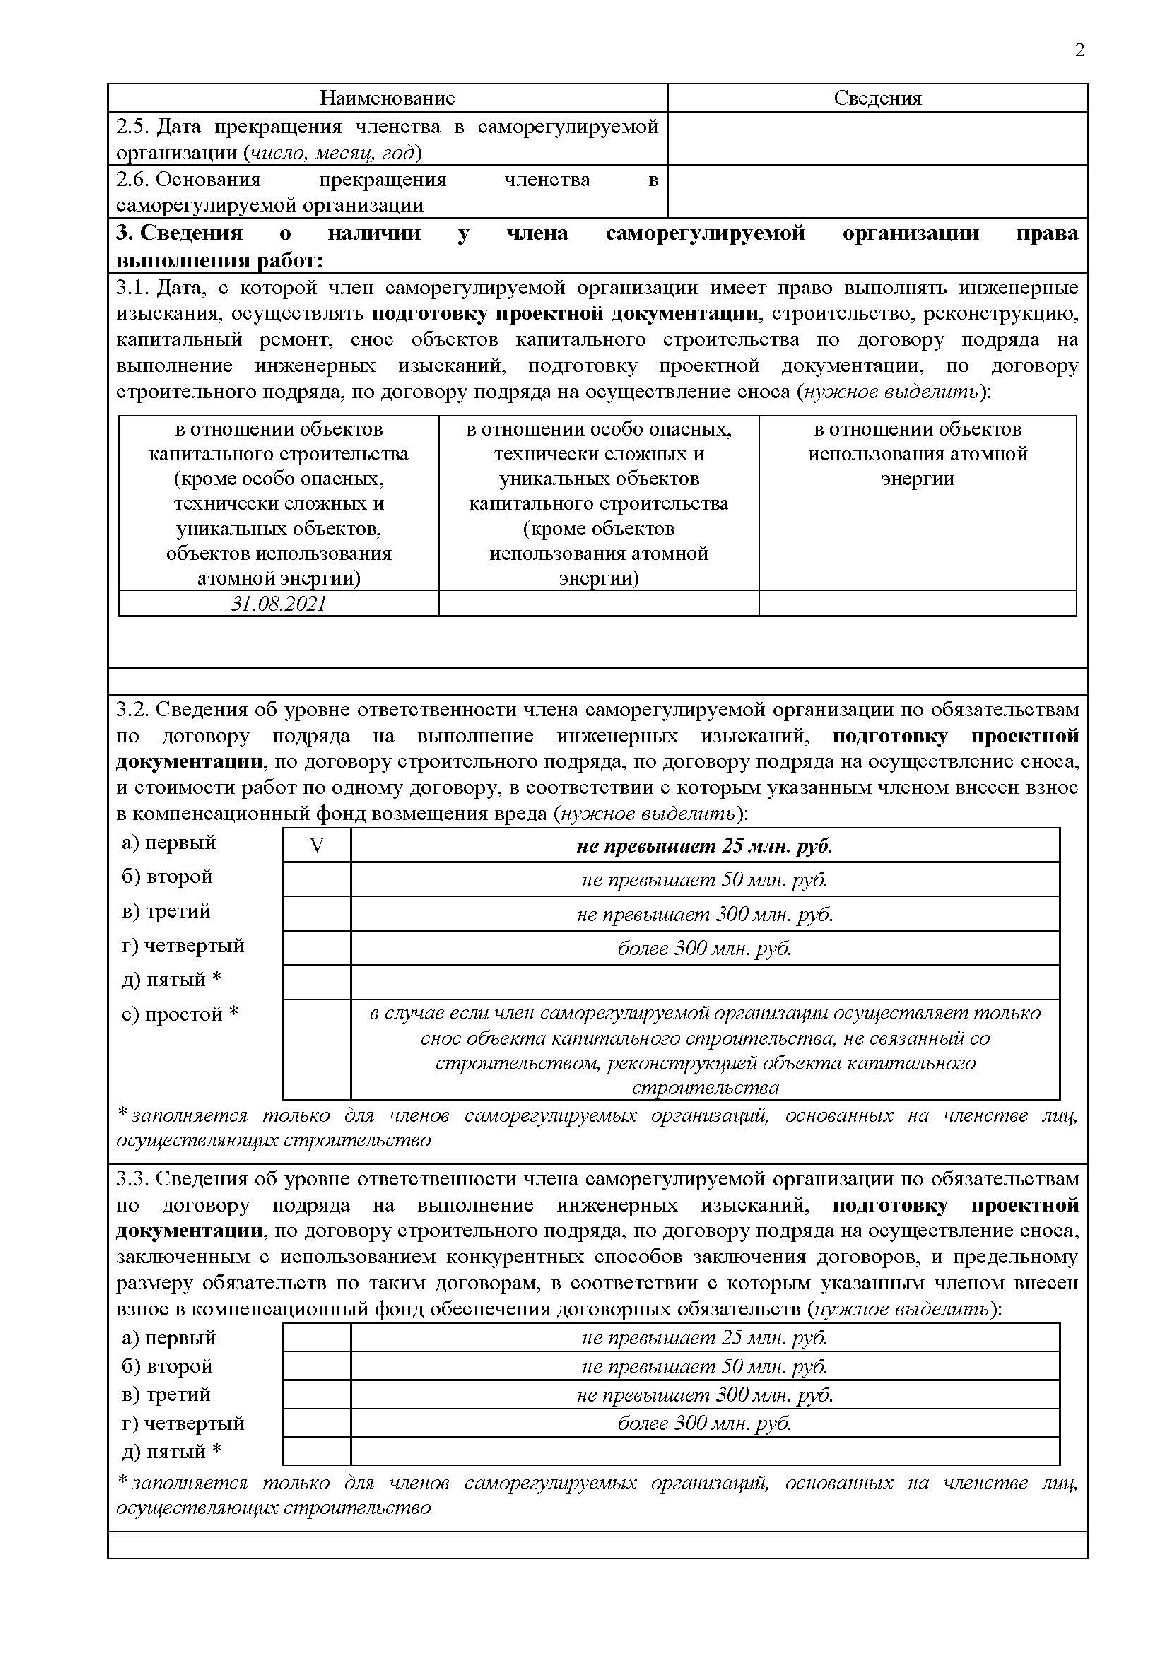 2
Наименование Сведения
2.5. Дата прекращения членства в саморегулируемой
организации (число, месяц, год)
2.6. Основания прекращения членства в
саморегулируемой организации
3. Сведения о наличии у члена саморегулируемой организации права
выполнения работ:
3.1. Дата, с которой член саморегулируемой организации имеет право выполнять инженерные
изыскания, осуществлять подготовку проектной документации, строительство, реконструкцию,
капитальный ремонт, снос объектов капитального строительства по договору подряда на
выполнение инженерных изысканий, подготовку проектной документации, по договору
строительного подряда, по договору подряда на осуществление сноса (нужное выделить):
в отношении объектов
капитального строительства
(кроме особо опасных,
технически сложных и
уникальных объектов,
объектов использования
атомной энергии)
в отношении особо опасных,
технически сложных и
уникальных объектов
капитального строительства
(кроме объектов
использования атомной
энергии)
в отношении объектов
использования атомной
энергии
31.08.2021
3.2. Сведения об уровне ответственности члена саморегулируемой организации по обязательствам
по договору подряда на выполнение инженерных изысканий, подготовку проектной
документации, по договору строительного подряда, по договору подряда на осуществление сноса,
и стоимости работ по одному договору, в соответствии с которым указанным членом внесен взнос
в компенсационный фонд возмещения вреда (нужное выделить):
а) первый V не превышает 25 млн. руб.
б) второй не превышает 50 млн. руб.
в) третий не превышает 300 млн. руб.
г) четвертый более 300 млн. руб.
д) пятый *
е) простой * в случае если член саморегулируемой организации осуществляет только
снос объекта капитального строительства, не связанный со
строительством, реконструкцией объекта капитального
строительства
* заполняется только для членов саморегулируемых организаций, основанных на членстве лиц,
осуществляющих строительство
3.3. Сведения об уровне ответственности члена саморегулируемой организации по обязательствам
по договору подряда на выполнение инженерных изысканий, подготовку проектной
документации, по договору строительного подряда, по договору подряда на осуществление сноса,
заключенным с использованием конкурентных способов заключения договоров, и предельному
размеру обязательств по таким договорам, в соответствии с которым указанным членом внесен
взнос в компенсационный фонд обеспечения договорных обязательств (нужное выделить):
а) первый не превышает 25 млн. руб.
б) второй не превышает 50 млн. руб.
в) третий не превышает 300 млн. руб.
г) четвертый более 300 млн. руб.
д) пятый *
* заполняется только для членов саморегулируемых организаций, основанных на членстве лиц,
осуществляющих строительство